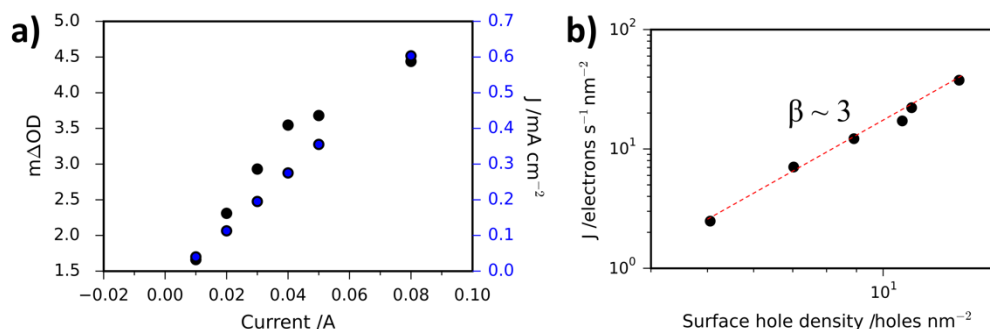 a)
5.0
4.5
4.0
3.5
3.0
2.5
2.0
1.5
mΔOD
−0.02 0.00 0.02 0.04 0.06 0.08 0.10
Current /A
0.7
0.6
0.5
0.4
0.3
0.2
0.1
0.0
J /mA cm⁻²
b)
10²
10¹
10⁰
J /electrons s⁻¹ nm⁻²
β ~ 3
10¹
Surface hole density /holes nm⁻²